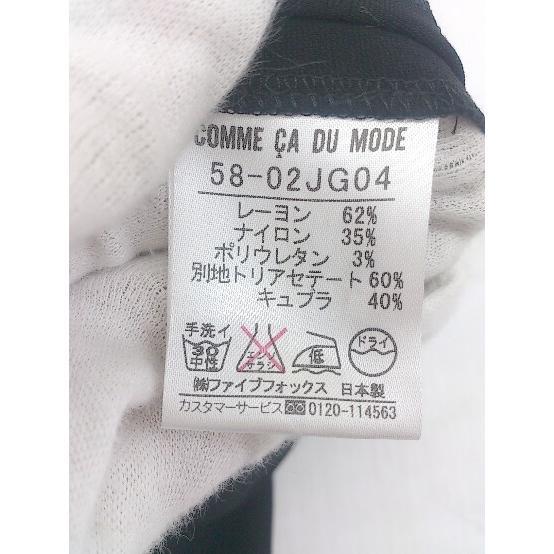 COMME ÇA DU MODE
58-02JG04
レーヨン 62%
ナイロン 35%
ポリウレタン 3%
別地トリアセテート 60%
キュプラ 40%
手洗イ
30
中性
エンソ
サラシ
低
ドライ
㈱ファイブフォックス 日本製
カスタマーサービス 0120-114563